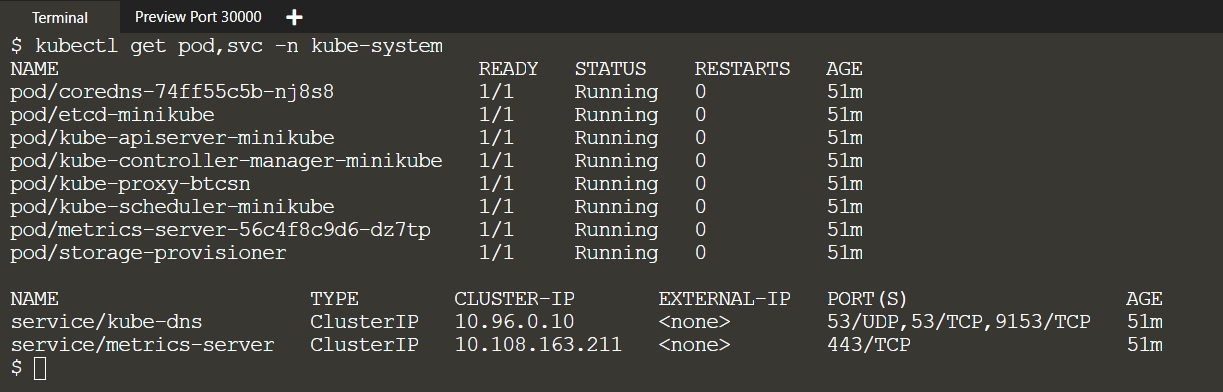 Terminal Preview Port 30000 +
$ kubectl get pod,svc -n kube-system
NAME READY STATUS RESTARTS AGE
pod/coredns-74ff55c5b-nj8s8 1/1 Running 0 51m
pod/etcd-minikube 1/1 Running 0 51m
pod/kube-apiserver-minikube 1/1 Running 0 51m
pod/kube-controller-manager-minikube 1/1 Running 0 51m
pod/kube-proxy-btcsn 1/1 Running 0 51m
pod/kube-scheduler-minikube 1/1 Running 0 51m
pod/metrics-server-56c4f8c9d6-dz7tp 1/1 Running 0 51m
pod/storage-provisioner 1/1 Running 0 51m
NAME TYPE CLUSTER-IP EXTERNAL-IP PORT(S) AGE
service/kube-dns ClusterIP 10.96.0.10 <none> 53/UDP,53/TCP,9153/TCP 51m
service/metrics-server ClusterIP 10.108.163.211 <none> 443/TCP 51m
$